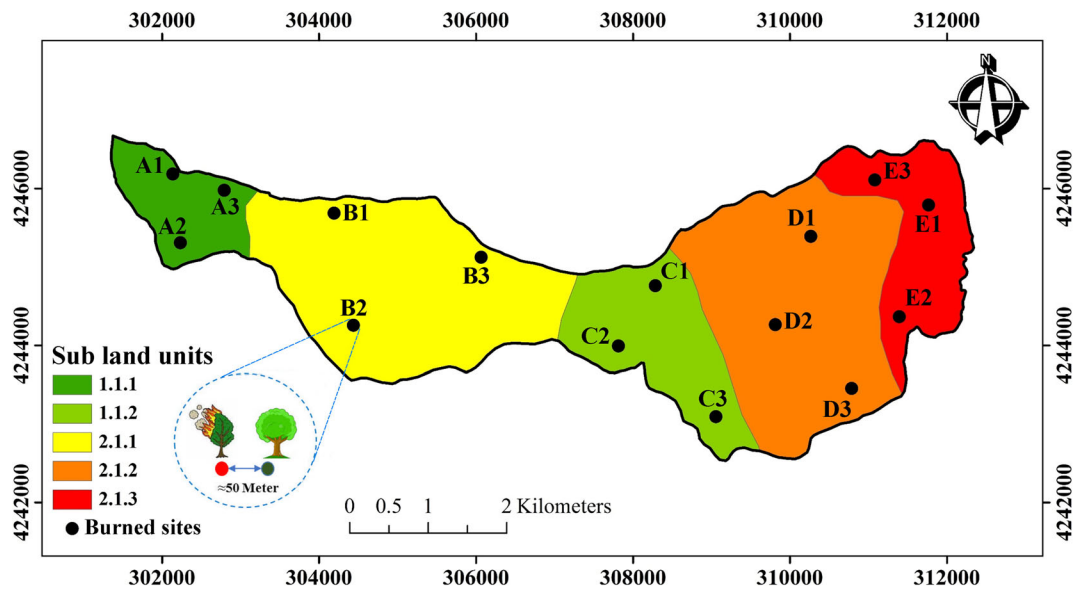 302000 304000 306000 308000 310000 312000
N
4246000 4246000
A1 E3
A3 E1
B1
A2 D1
B3
C1
B2 E2
D2
4244000 C2 4244000
Sub land units
1.1.1
1.1.2 D3
C3
2.1.1
2.1.2
≈50 Meter
2.1.3
4242000 0 0.5 1 2 Kilometers 4242000
Burned sites
302000 304000 306000 308000 310000 312000